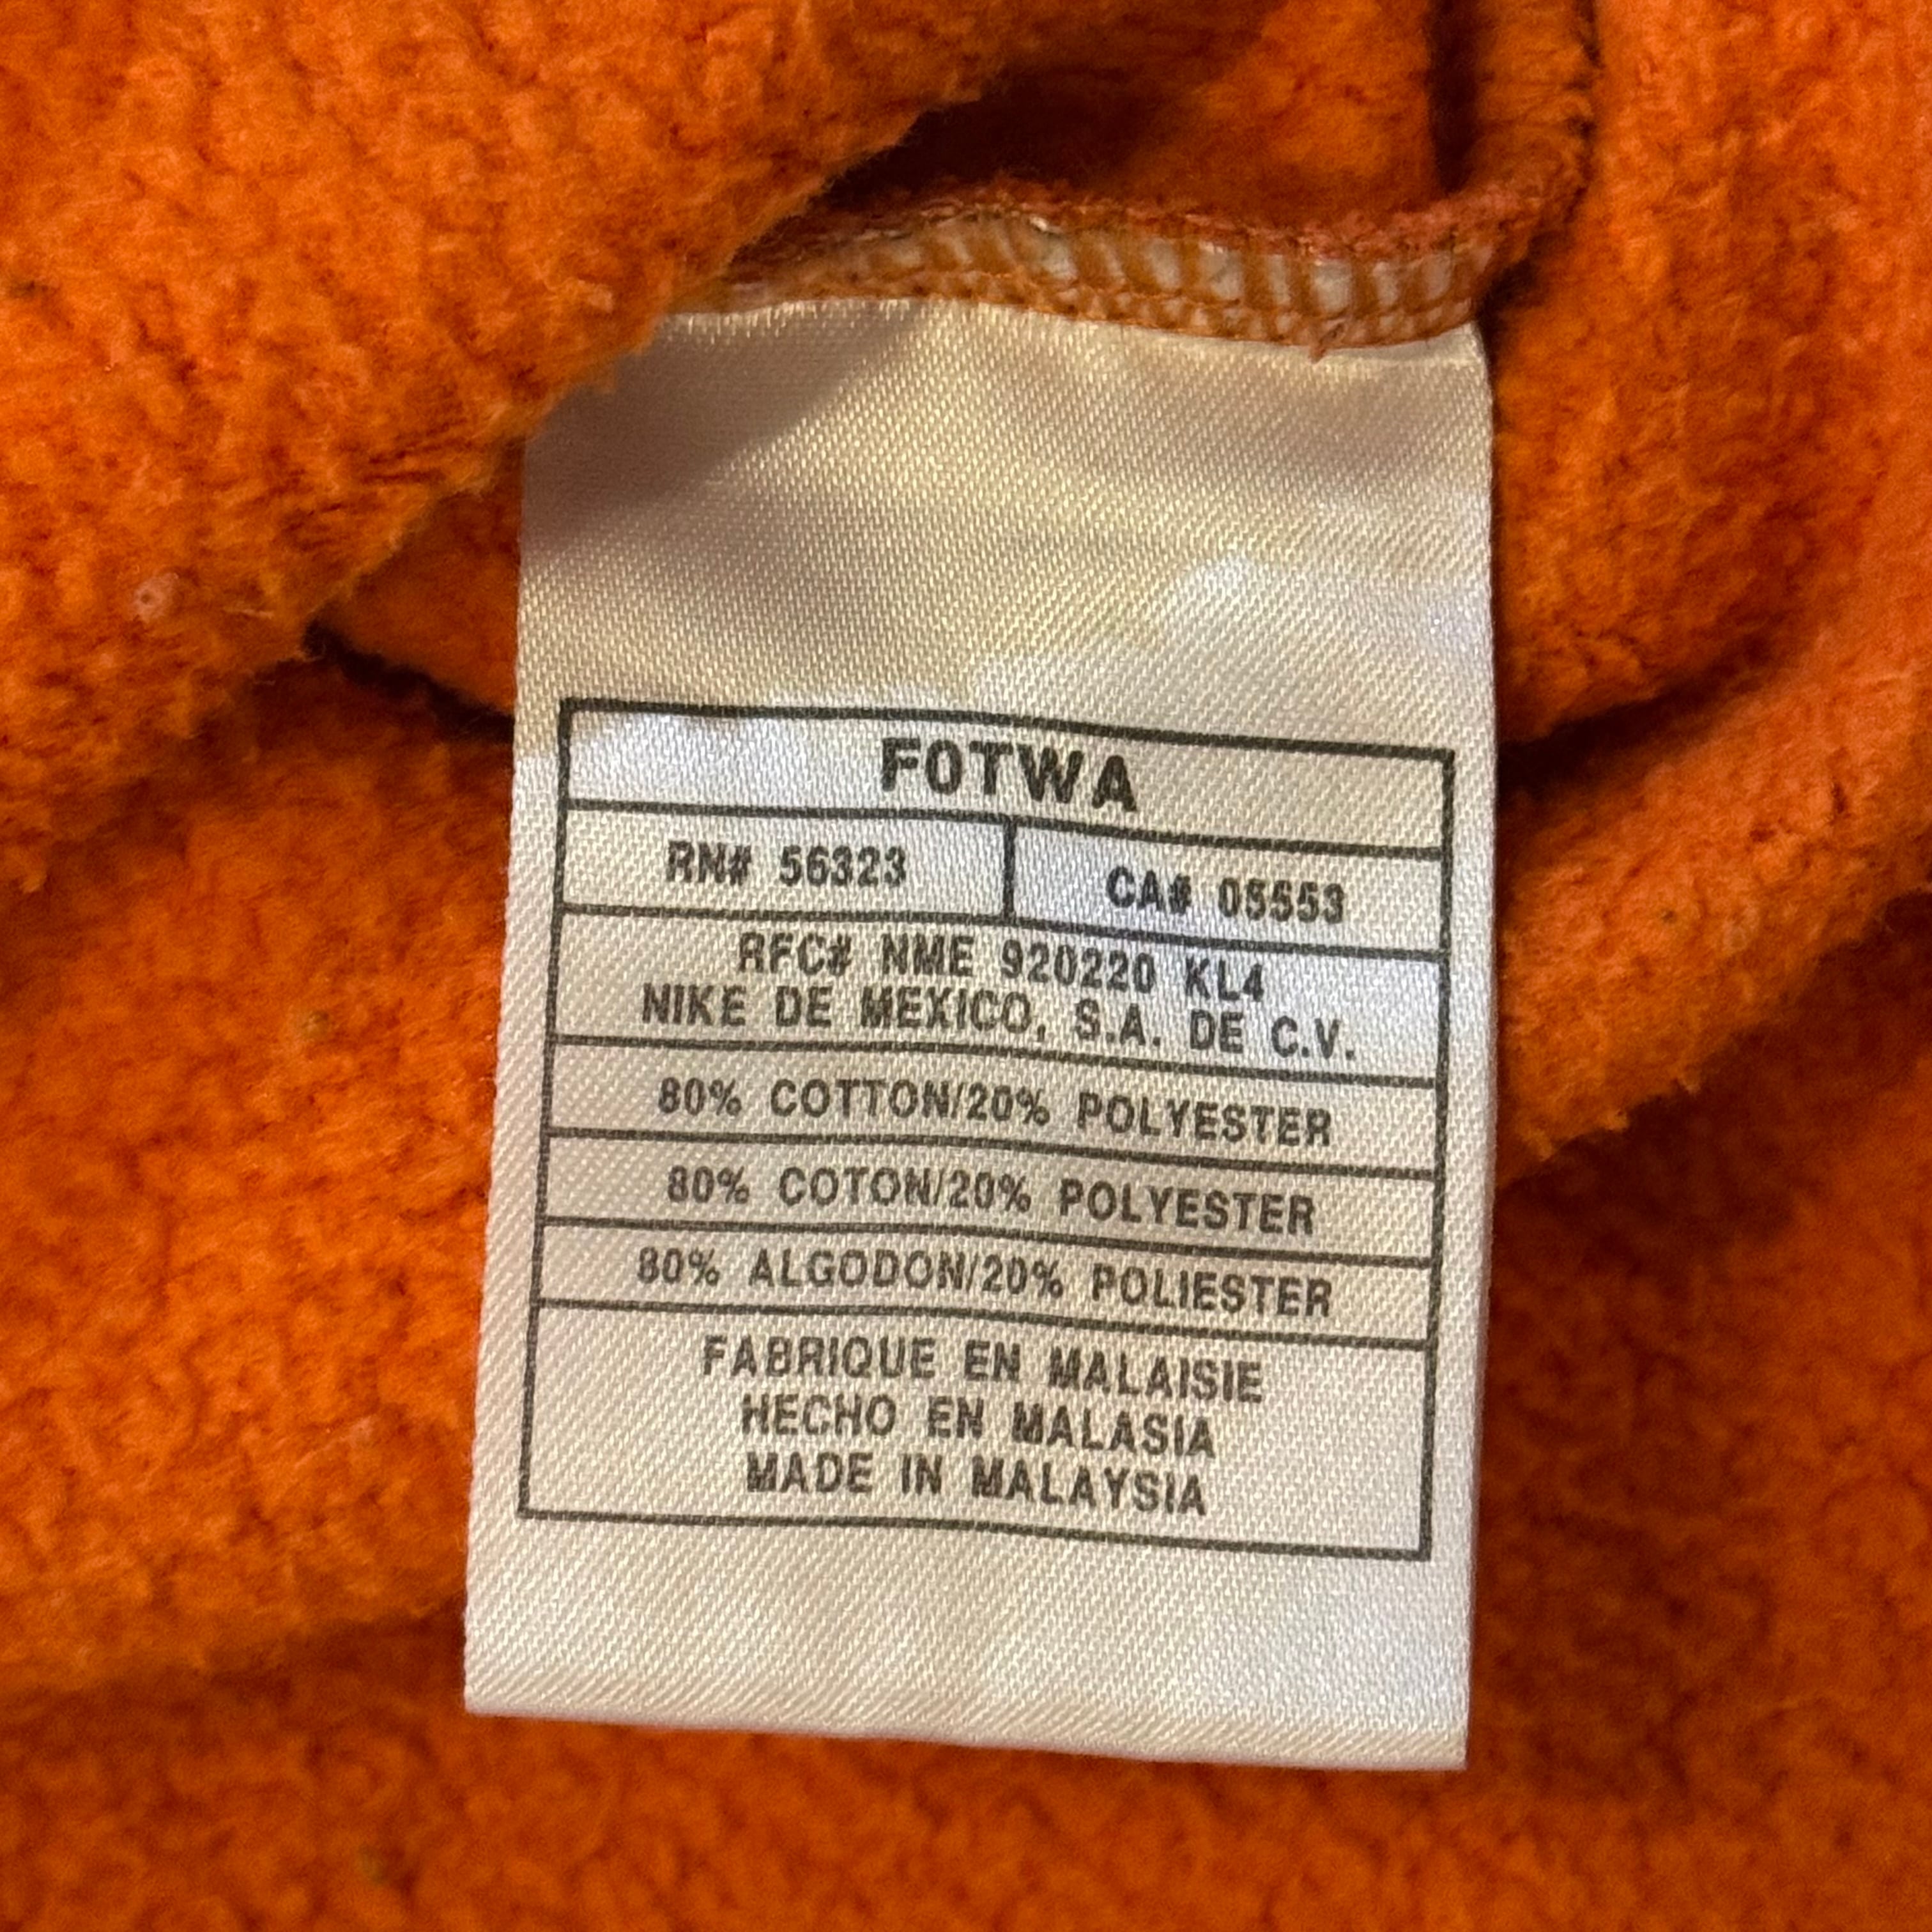 F0TWA
RN# 56323
CA# 05553
RFC# NME 920220 KL4
NIKE DE MEXICO, S.A. DE C.V.
80% COTTON/20% POLYESTER
80% COTON/20% POLYESTER
80% ALGODON/20% POLIESTER
FABRIQUE EN MALAISIE
HECHO EN MALASIA
MADE IN MALAYSIA